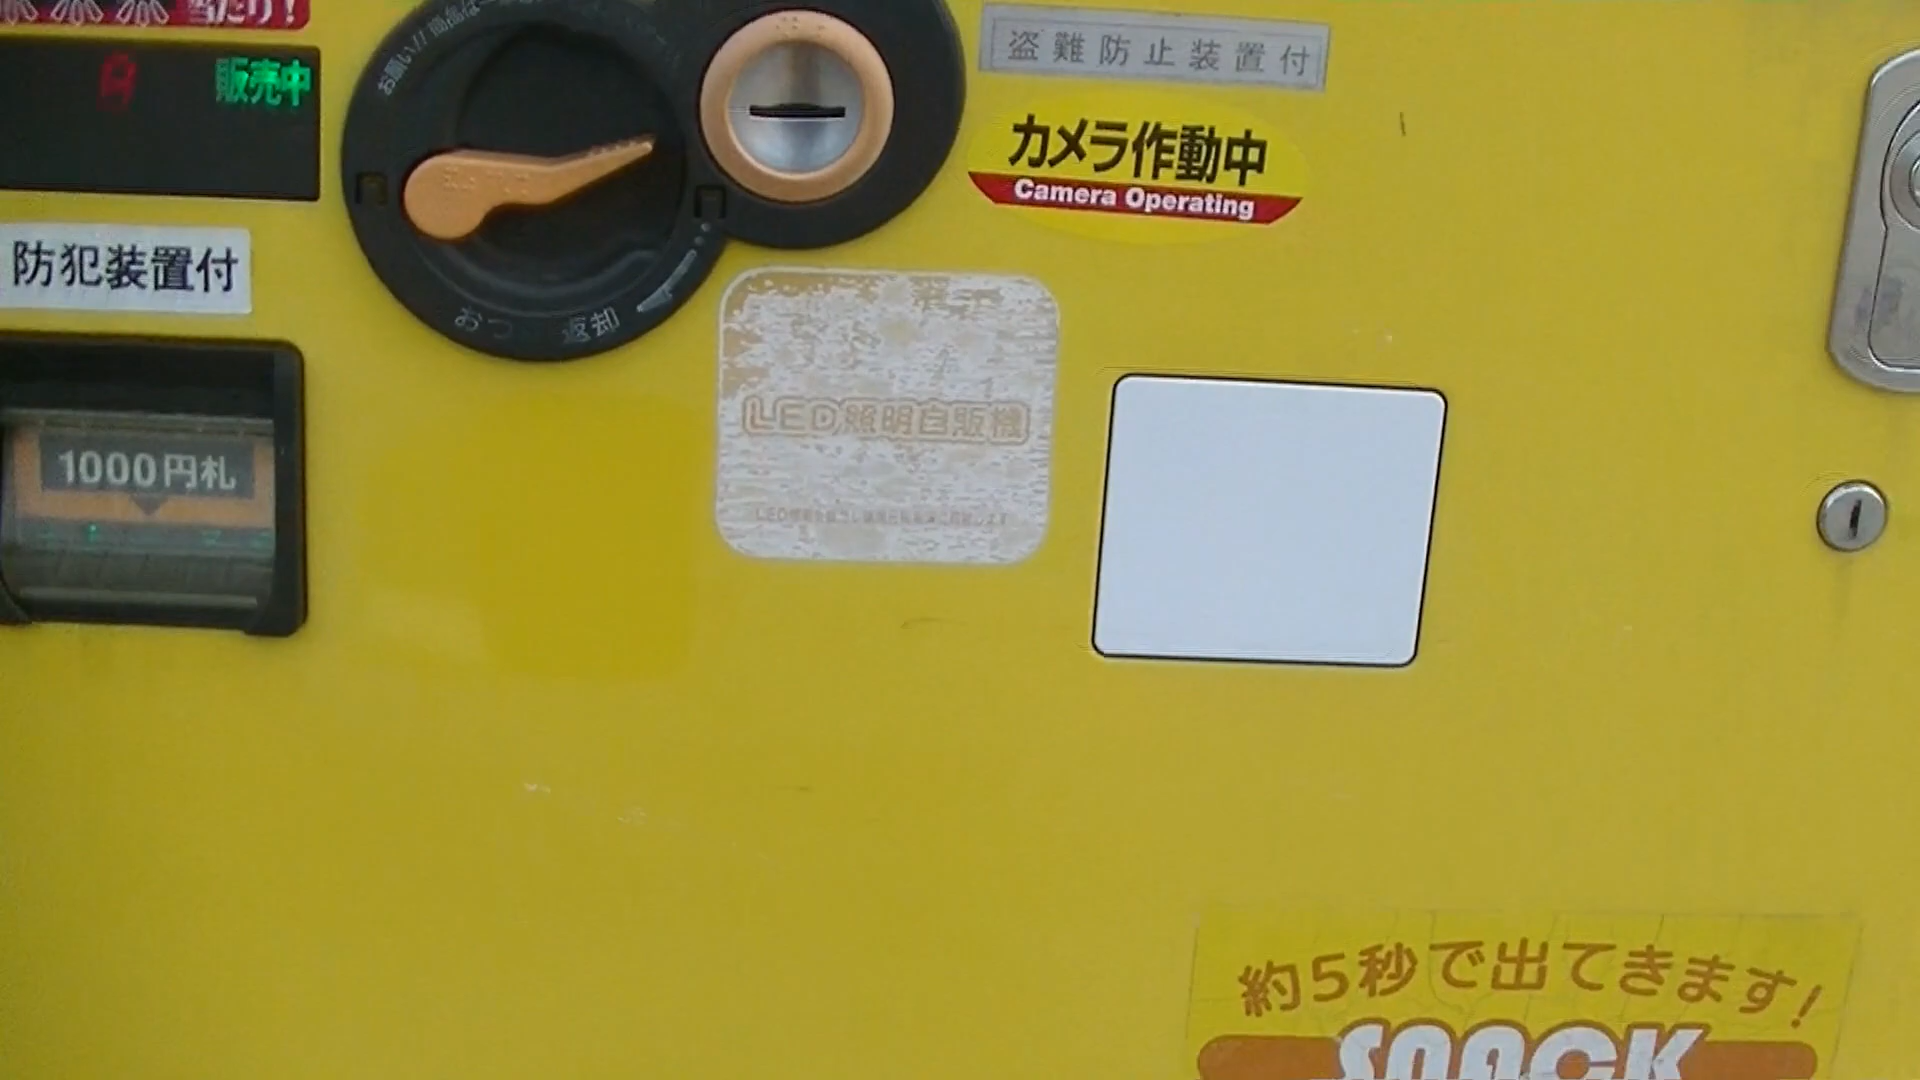 当たり!
販売中
盗難防止装置付
カメラ作動中
Camera Operating
防犯装置付
おつり
返却
LED照明自販機
1000円札
約5秒で出てきます!
SNACK